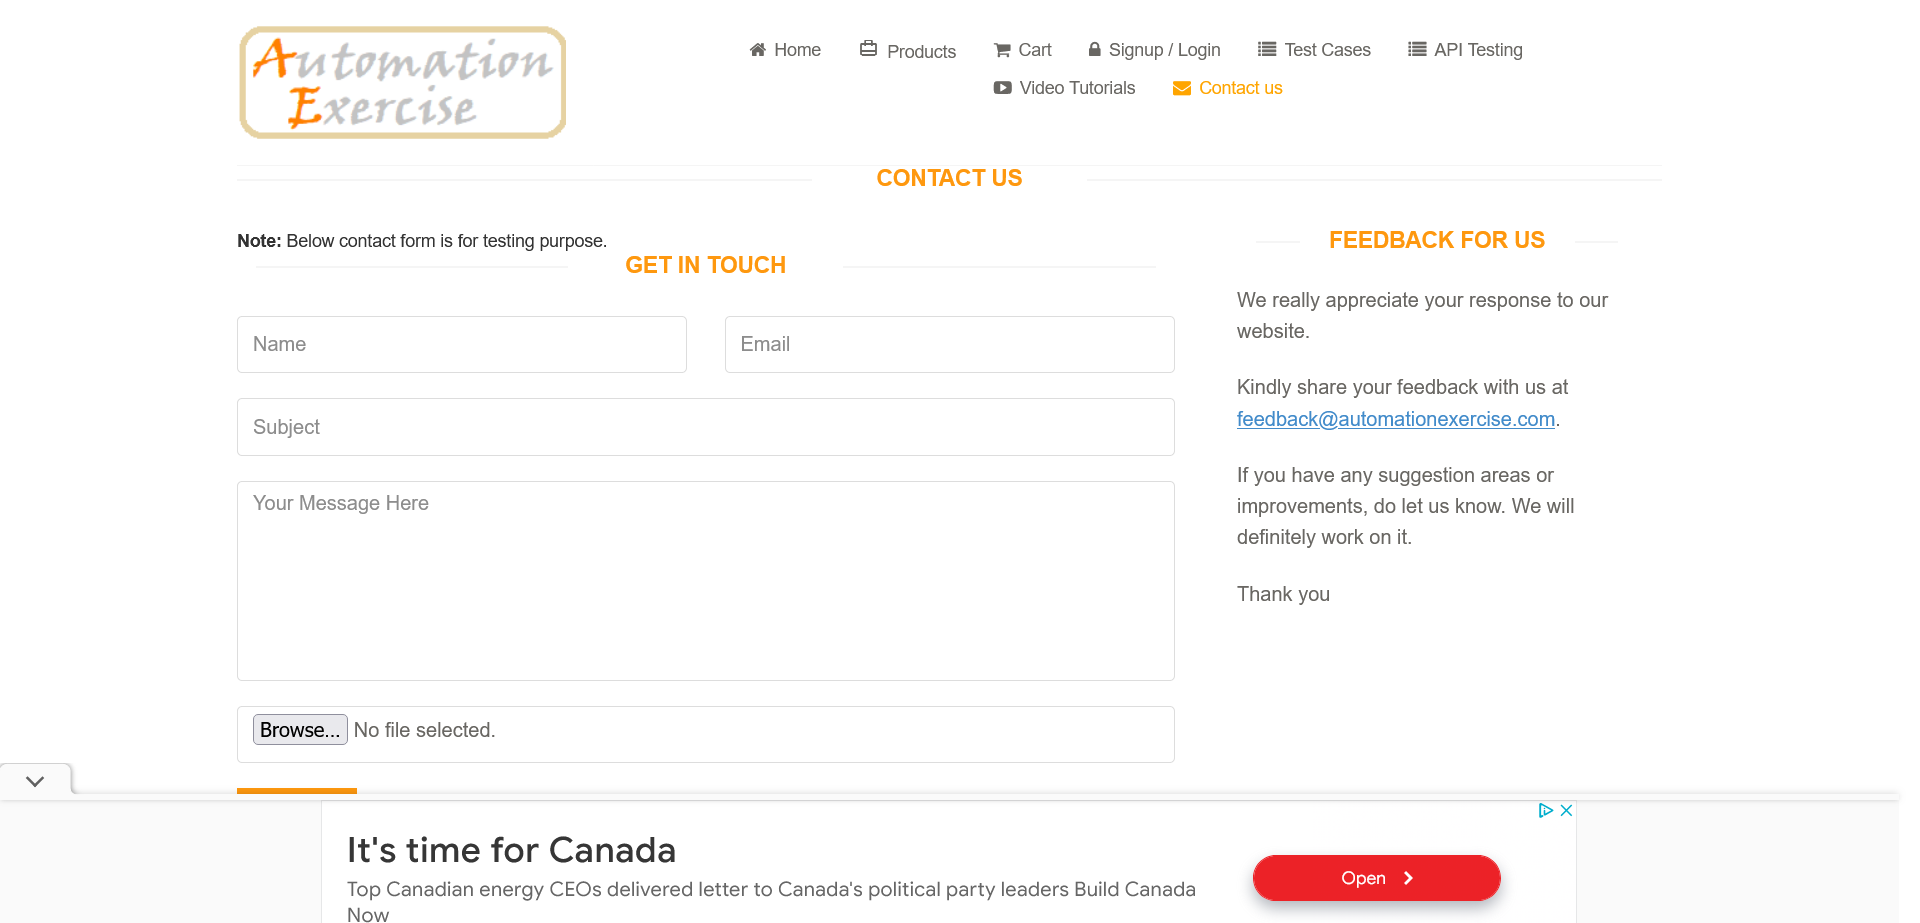 Automation
Exercise
Home
Products
Cart
Signup / Login
Test Cases
API Testing
Video Tutorials
Contact us
CONTACT US
Note: Below contact form is for testing purpose.
GET IN TOUCH
Name
Email
Subject
Your Message Here
Browse... No file selected.
FEEDBACK FOR US
We really appreciate your response to our
website.
Kindly share your feedback with us at
feedback@automationexercise.com.
If you have any suggestion areas or
improvements, do let us know. We will
definitely work on it.
Thank you
It's time for Canada
Top Canadian energy CEOs delivered letter to Canada's political party leaders Build Canada
Now
Open